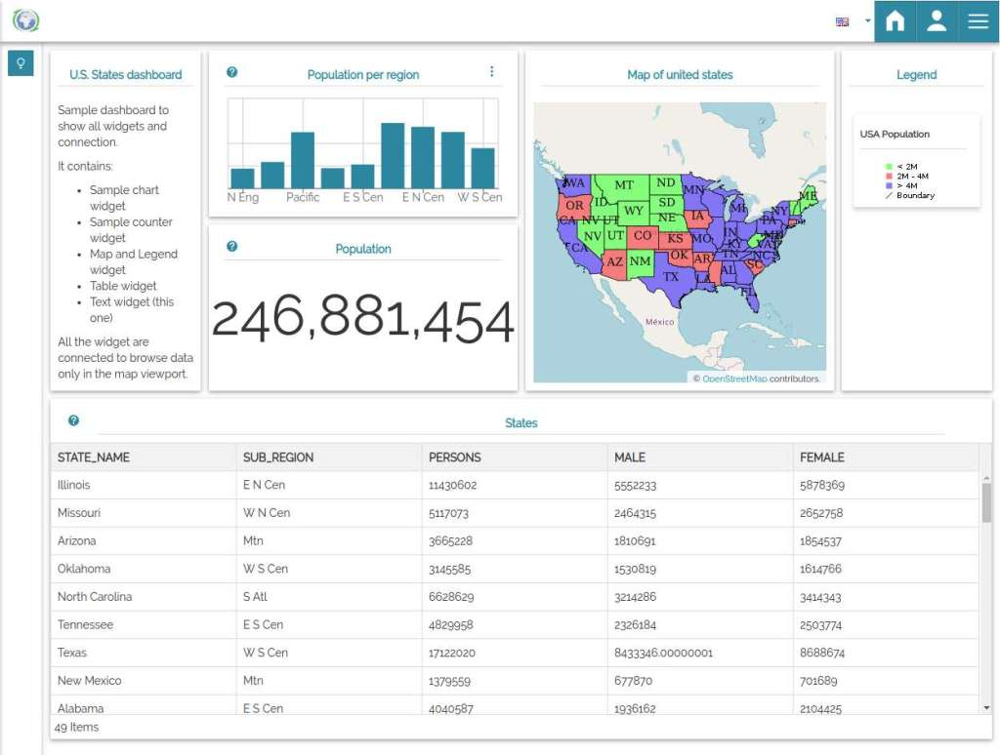 U.S. States dashboard
Sample dashboard to
show all widgets and
connection.
It contains:
Sample chart
widget
Sample counter
widget
Map and Legend
widget
Table widget
Text widget (this
one)
All the widget are
connected to browse data
only in the map viewport.
Population per region
N Eng Pacific E S Cen E N Cen W S Cen
Population
246,881,454
Map of united states
WA MT ND MN ME
OR ID WY SD IA MI NY
CA NV UT NE PA
NV UT CO KS MO IN KY VA
CA AZ NM OK AR TN NC SC
TX LA AL FL
México
© OpenStreetMap contributors.
Legend
USA Population
< 2M
2M - 4M
> 4M
Boundary
States
STATE_NAME SUB_REGION PERSONS MALE FEMALE
Illinois E N Cen 11430602 5552233 5878369
Missouri W N Cen 5117073 2464315 2652758
Arizona Mtn 3665228 1810691 1854537
Oklahoma W S Cen 3145585 1530819 1614766
North Carolina S Atl 6628629 3214286 3414343
Tennessee E S Cen 4829958 2326184 2503774
Texas W S Cen 17122020 8433346.00000001 8688674
New Mexico Mtn 1379559 677870 701689
Alabama E S Cen 4040587 1936162 2104425
49 Items